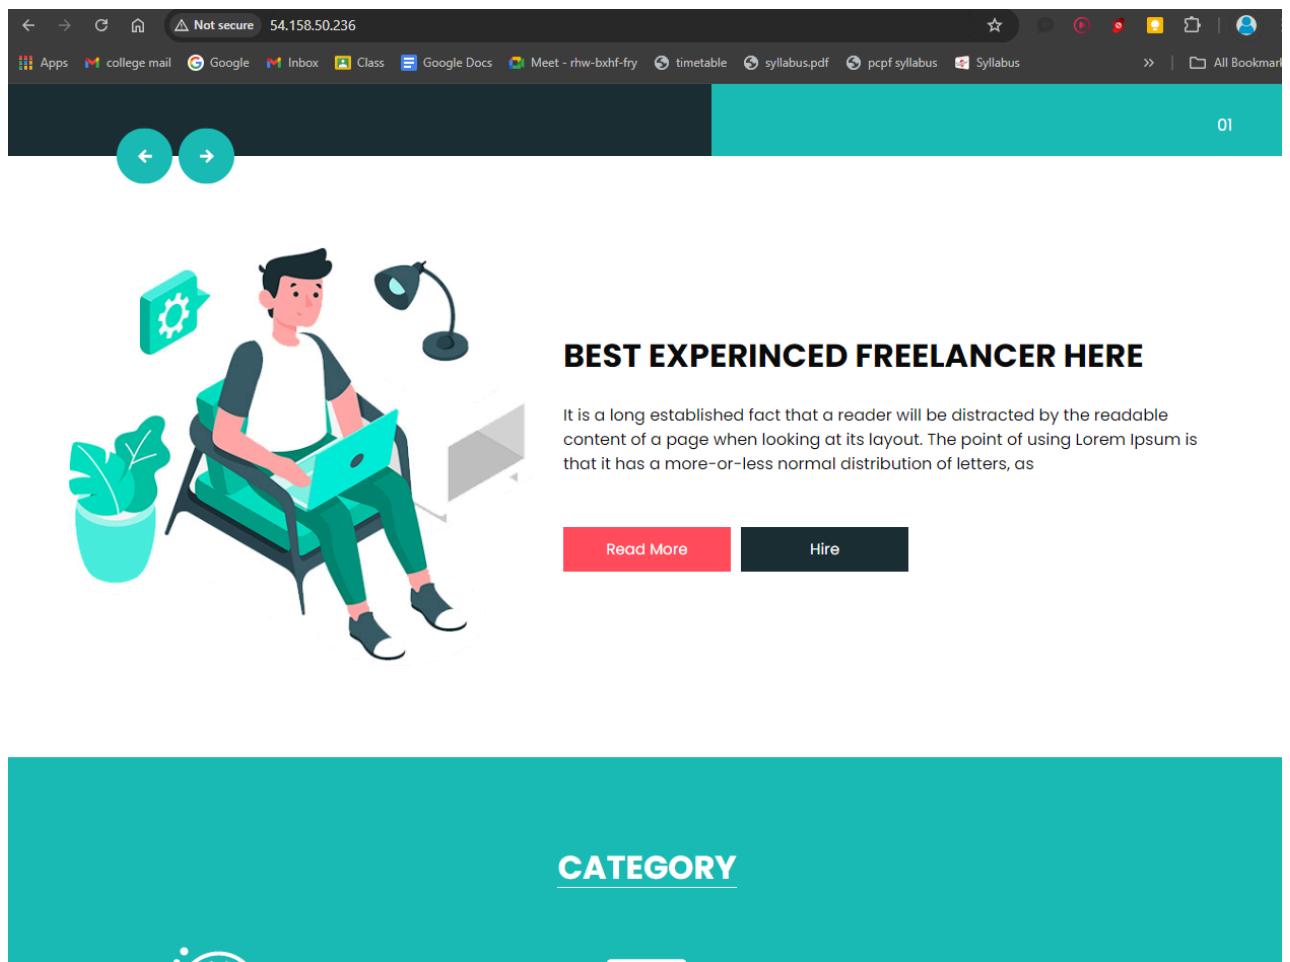 Not secure 54.158.50.236
Apps college mail Google Inbox Class Google Docs Meet - rhw-bxhf-fry timetable syllabus.pdf pcpf syllabus Syllabus » All Bookmark
01
BEST EXPERINCED FREELANCER HERE
It is a long established fact that a reader will be distracted by the readable
content of a page when looking at its layout. The point of using Lorem Ipsum is
that it has a more-or-less normal distribution of letters, as
Read More Hire
CATEGORY